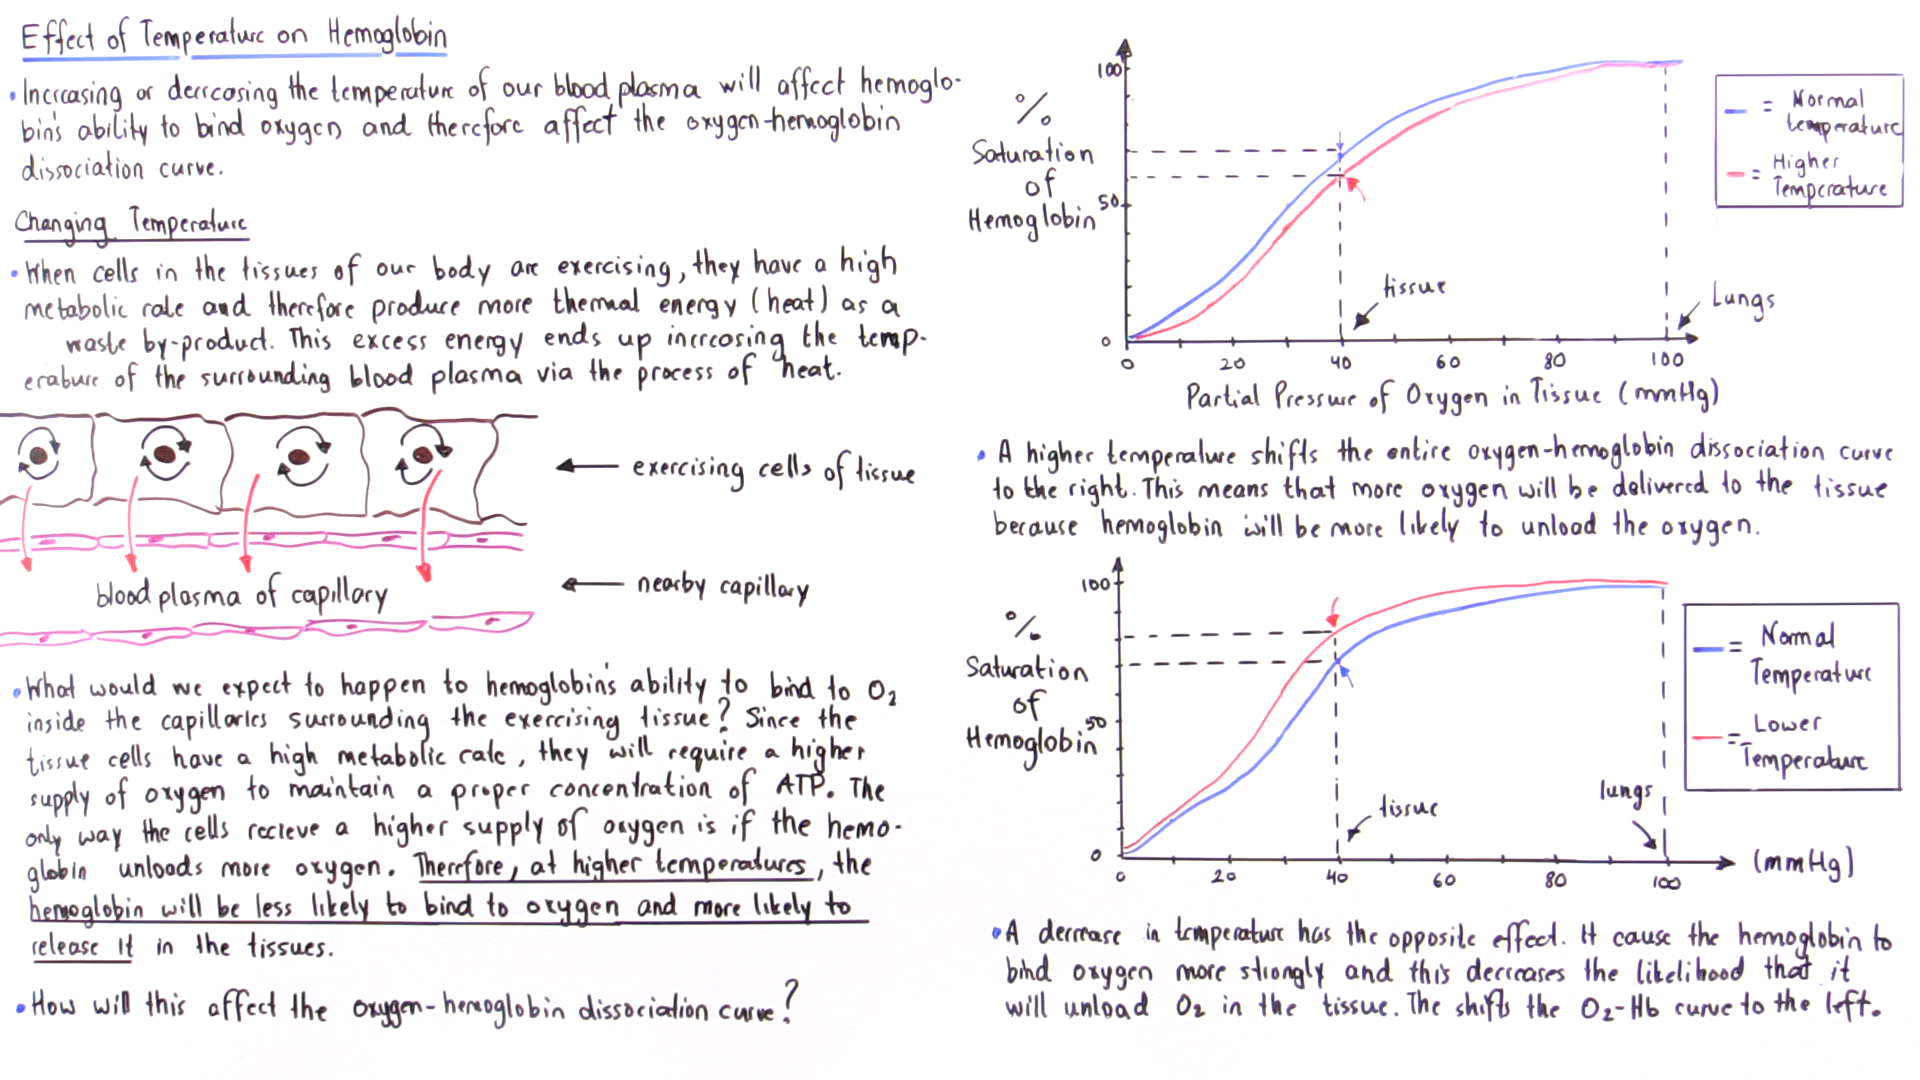 Effect of Temperature on Hemoglobin
• Increasing or decreasing the temperature of our blood plasma will affect hemoglo-
bin's ability to bind oxygen and therefore affect the oxygen-hemoglobin
dissociation curve.
Changing Temperature
• When cells in the tissues of our body are exercising, they have a high
metabolic rate and therefore produce more thermal energy (heat) as a
waste by-product. This excess energy ends up increasing the temp-
erature of the surrounding blood plasma via the process of heat.
exercising cells of tissue
blood plasma of capillary
nearby capillary
• What would we expect to happen to hemoglobin's ability to bind to O2
inside the capillaries surrounding the exercising tissue? Since the
tissue cells have a high metabolic rate, they will require a higher
supply of oxygen to maintain a proper concentration of ATP. The
only way the cells recieve a higher supply of oxygen is if the hemo-
globin unloads more oxygen. Therefore, at higher temperatures, the
hemoglobin will be less likely to bind to oxygen and more likely to
release it in the tissues.
• How will this affect the oxygen-hemoglobin dissociation curve?
%
Saturation
of
Hemoglobin
100
50
0
0 20 40 60 80 100
tissue
Lungs
Partial Pressure of Oxygen in Tissue (mmHg)
= Normal
temperature
= Higher
Temperature
• A higher temperature shifts the entire oxygen-hemoglobin dissociation curve
to the right. This means that more oxygen will be delivered to the tissue
because hemoglobin will be more likely to unload the oxygen.
%
Saturation
of
Hemoglobin
100
50
0
0 20 40 60 80 100
(mmHg)
tissue
lungs
= Normal
Temperature
= Lower
Temperature
• A decrease in temperature has the opposite effect. It cause the hemoglobin to
bind oxygen more strongly and this decreases the likelihood that it
will unload O2 in the tissue. The shifts the O2-Hb curve to the left.